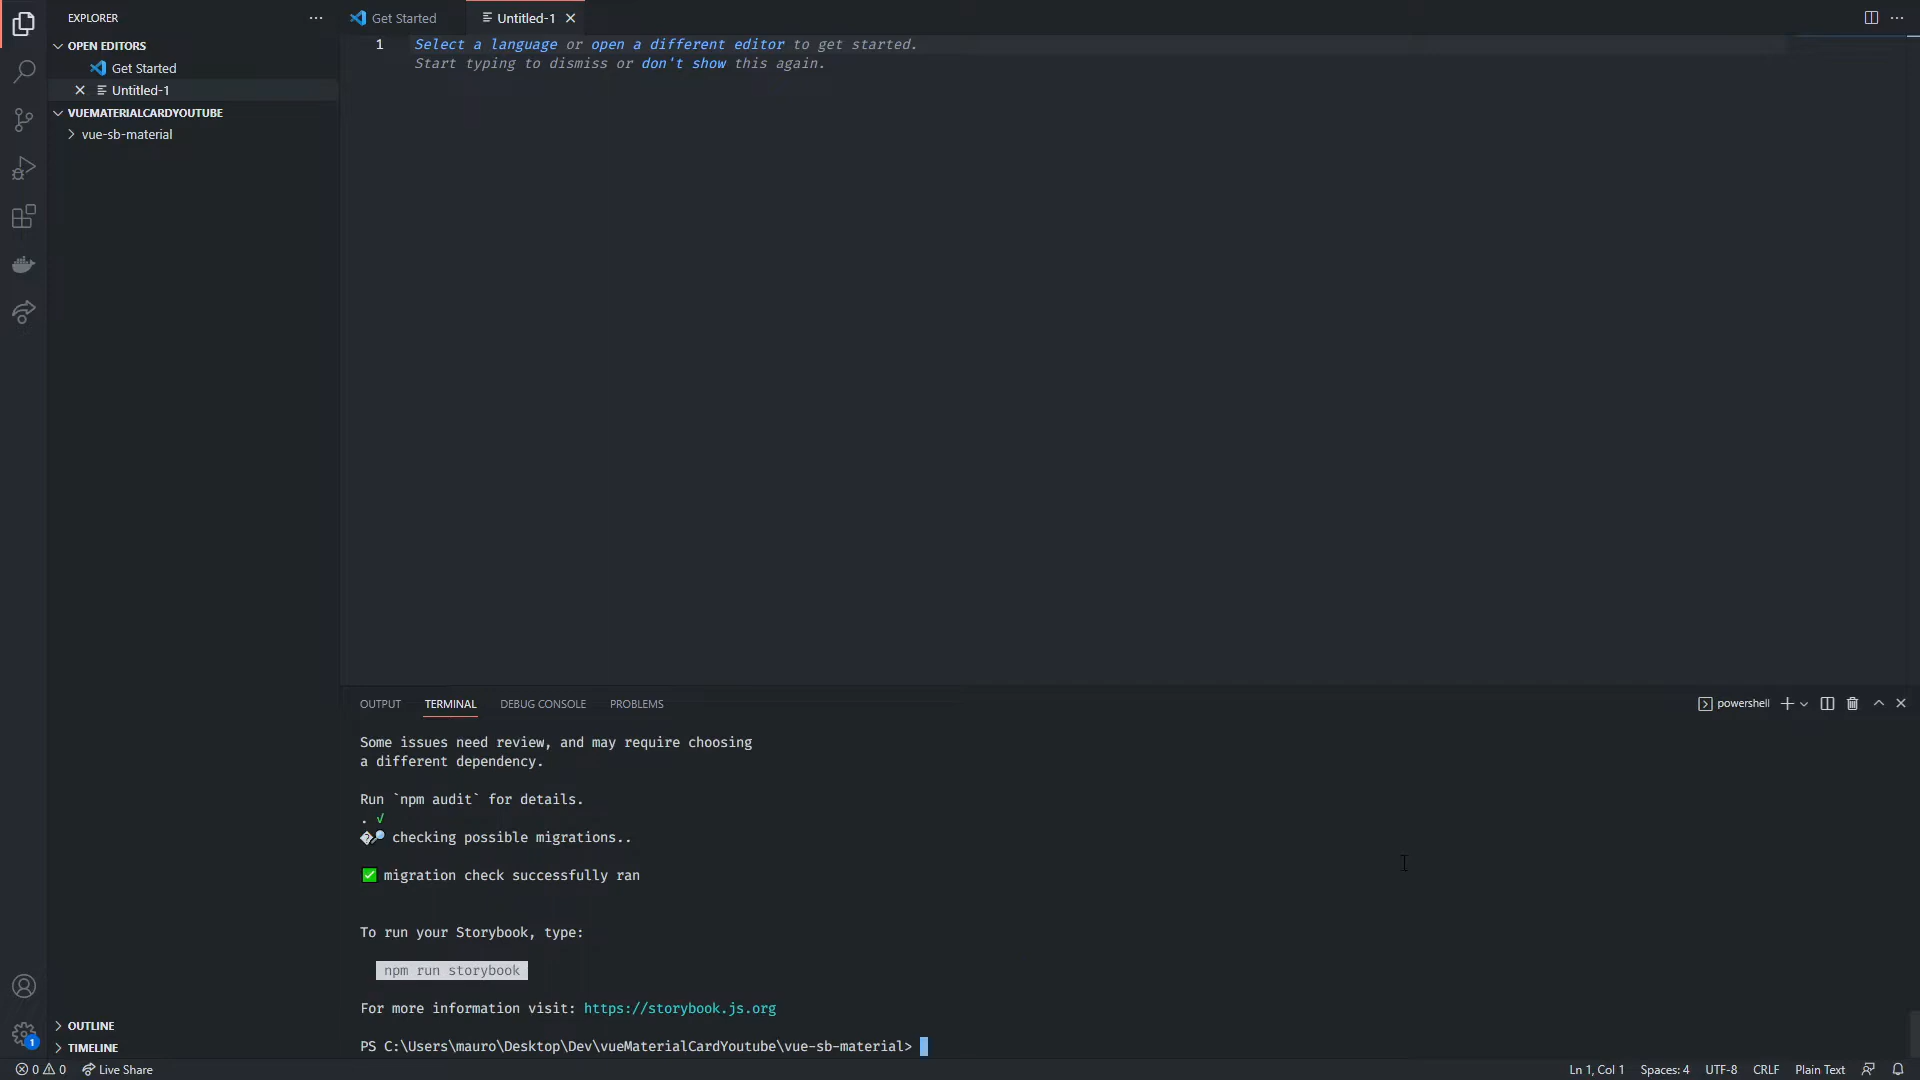 EXPLORER
OPEN EDITORS
Get Started
Untitled-1
VUEMATERIALCARDYOUTUBE
vue-sb-material
OUTLINE
TIMELINE
Get Started
Untitled-1
1
Select a language or open a different editor to get started.
Start typing to dismiss or don't show this again.
OUTPUT TERMINAL DEBUG CONSOLE PROBLEMS
powershell
Some issues need review, and may require choosing
a different dependency.
Run `npm audit` for details.
. √
�🔎 checking possible migrations..
✅ migration check successfully ran
To run your Storybook, type:
npm run storybook
For more information visit: https://storybook.js.org
PS C:\Users\mauro\Desktop\Dev\vueMaterialCardYoutube\vue-sb-material>
1
0 0 Live Share
Ln 1, Col 1 Spaces: 4 UTF-8 CRLF Plain Text